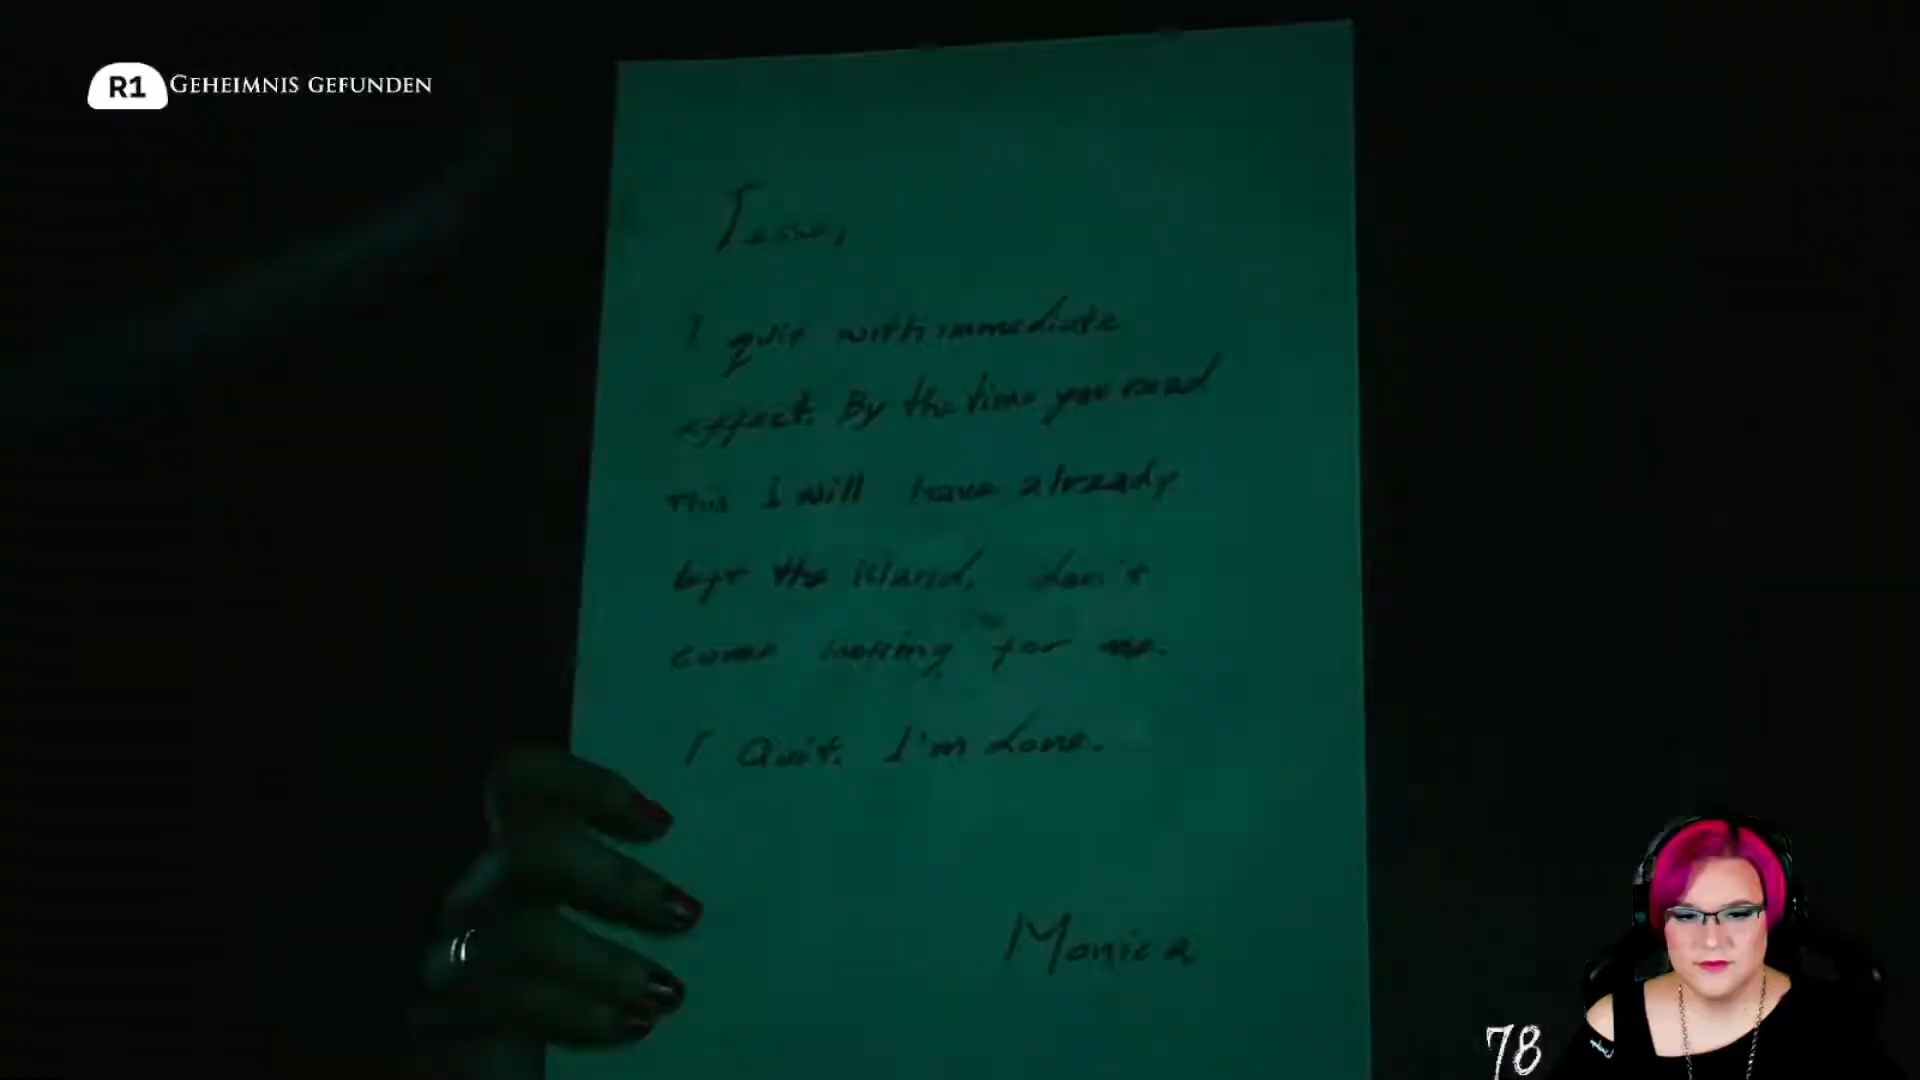 R1 GEHEIMNIS GEFUNDEN
Jesse,
I quit with immediate
effect. By the time you read
this I will have already
left the island, don't
come looking for me.
I Quit. I'm done.
Monica
78